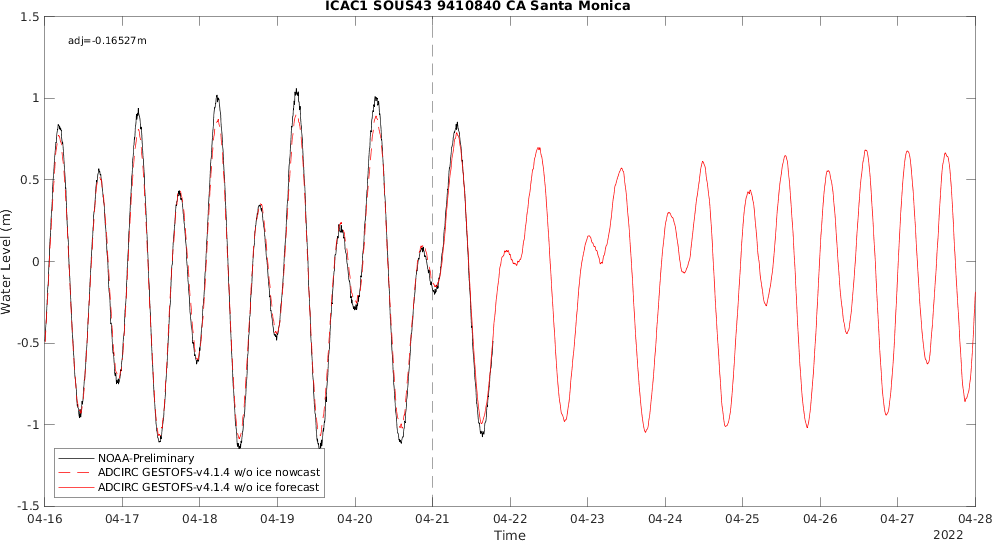 ICAC1 SOUS43 9410840 CA Santa Monica
adj=-0.16527m
1.5
1
0.5
0
-0.5
-1
-1.5
Water Level (m)
NOAA-Preliminary
ADCIRC GESTOFS-v4.1.4 w/o ice nowcast
ADCIRC GESTOFS-v4.1.4 w/o ice forecast
04-16 04-17 04-18 04-19 04-20 04-21 04-22 04-23 04-24 04-25 04-26 04-27 04-28
Time
2022